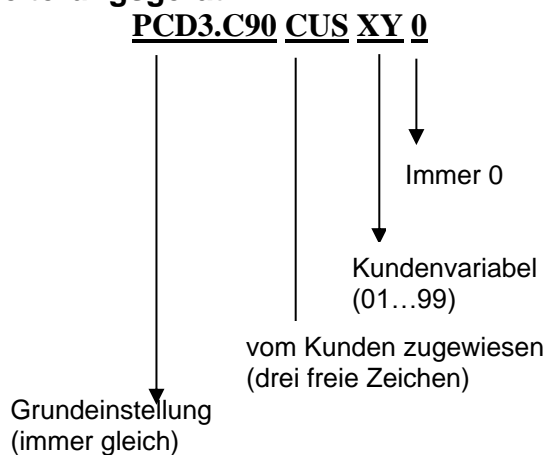 PCD3.C90 CUS XY 0
Immer 0
Kundenvariabel
(01…99)
vom Kunden zugewiesen
(drei freie Zeichen)
Grundeinstellung
(immer gleich)